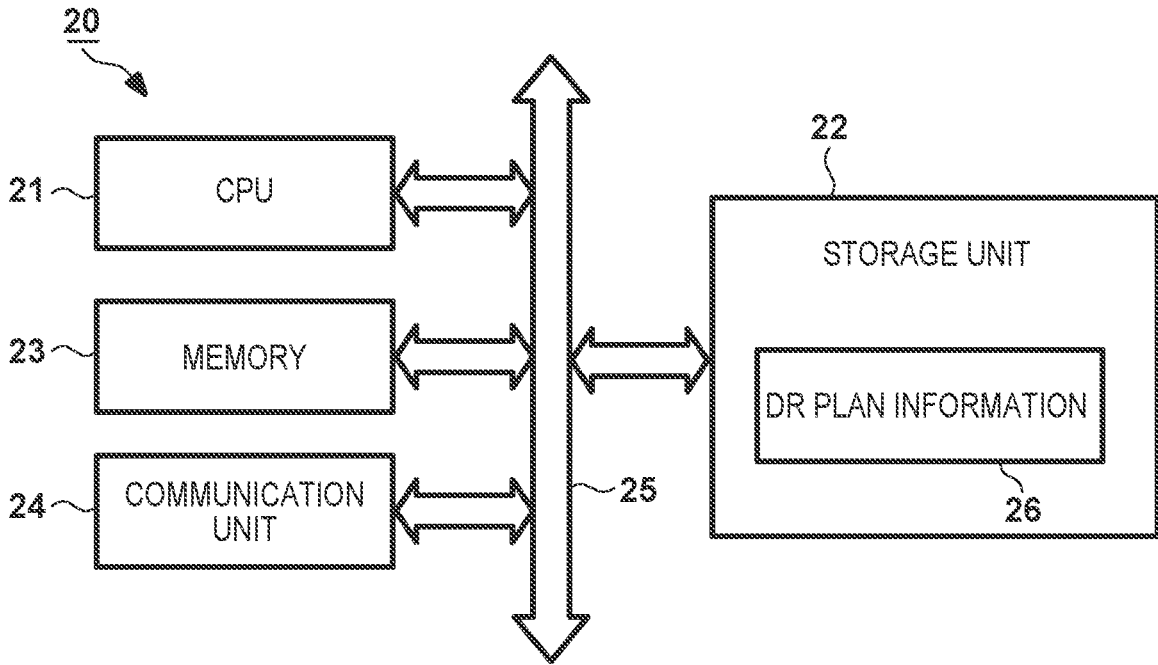 20
21
CPU
22
STORAGE UNIT
23
MEMORY
DR PLAN INFORMATION
24
COMMUNICATION
UNIT
25
26